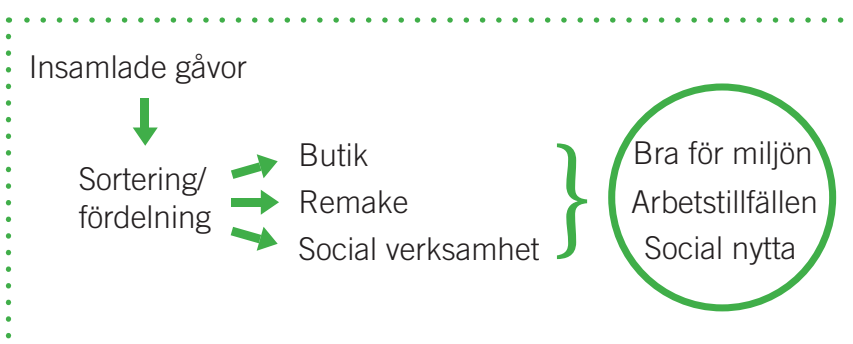 Insamlade gåvor
Sortering/
fördelning
Butik
Remake
Social verksamhet
Bra för miljön
Arbetstillfällen
Social nytta